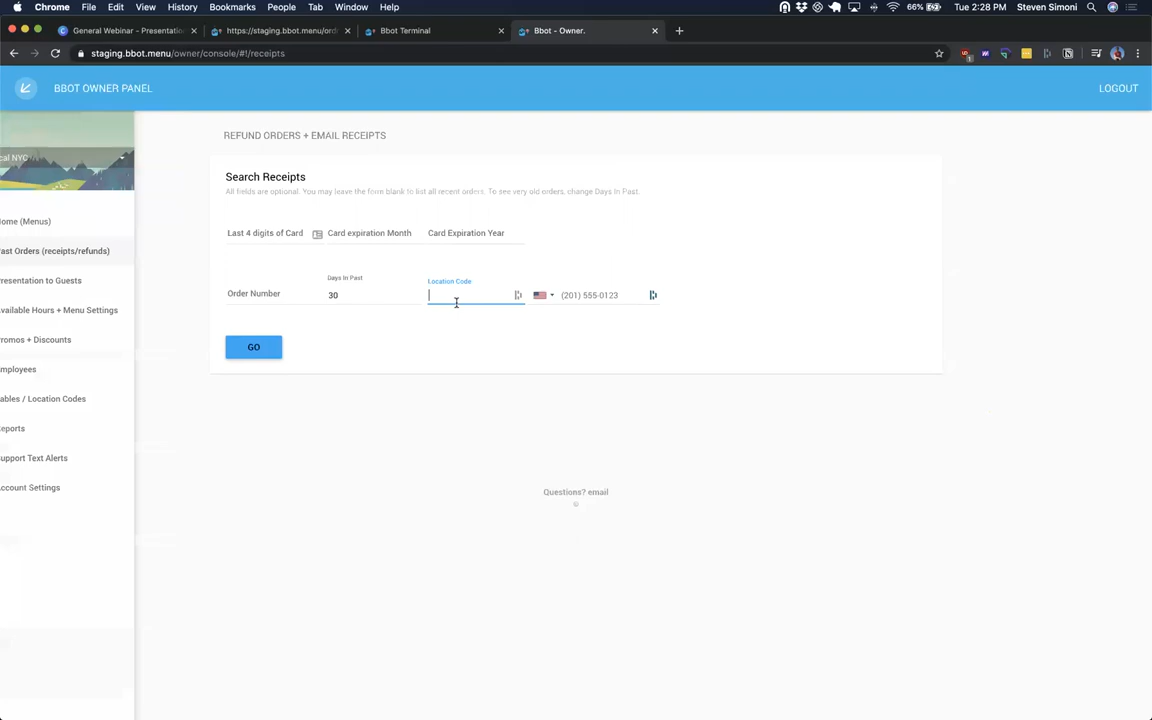 Chrome File Edit View History Bookmarks People Tab Window Help 66% Tue 2:28 PM Steven Simoni
General Webinar - Presentatio https://staging.bbot.menu/ord Bbot Terminal Bbot - Owner.
staging.bbot.menu/owner/console/#!/receipts
BBOT OWNER PANEL LOGOUT
cal NYC
REFUND ORDERS + EMAIL RECEIPTS
Search Receipts
All fields are optional. You may leave the form blank to list all recent orders. To see very old orders, change Days In Past.
ome (Menus)
Last 4 digits of Card Card expiration Month Card Expiration Year
ast Orders (receipts/refunds)
resentation to Guests
Days In Past Location Code
Order Number 30 (201) 555-0123
vailable Hours + Menu Settings
romos + Discounts
GO
mployees
ables / Location Codes
eports
upport Text Alerts
ccount Settings
Questions? email